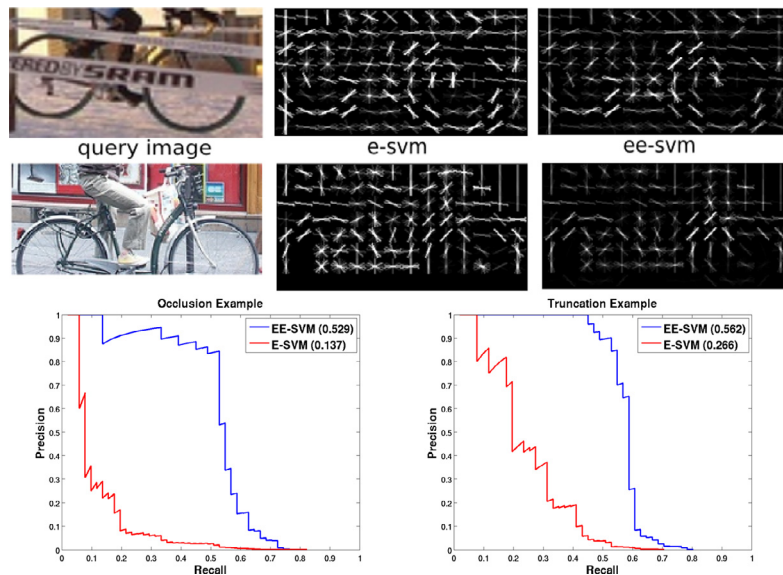 ERED BY SRAM
query image
e-svm
ee-svm
Occlusion Example
EE-SVM (0.529)
E-SVM (0.137)
Precision
1
0.9
0.8
0.7
0.6
0.5
0.4
0.3
0.2
0.1
0
0 0.1 0.2 0.3 0.4 0.5 0.6 0.7 0.8 0.9 1
Recall
Truncation Example
EE-SVM (0.562)
E-SVM (0.266)
Precision
1
0.9
0.8
0.7
0.6
0.5
0.4
0.3
0.2
0.1
0
0 0.1 0.2 0.3 0.4 0.5 0.6 0.7 0.8 0.9 1
Recall